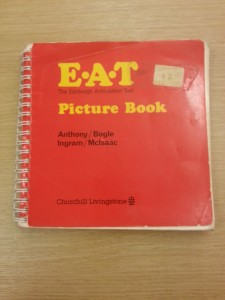 E·A·T
The Edinburgh Articulation Test
Picture Book
Anthony/Bogle
Ingram/McIsaac
Churchill Livingstone